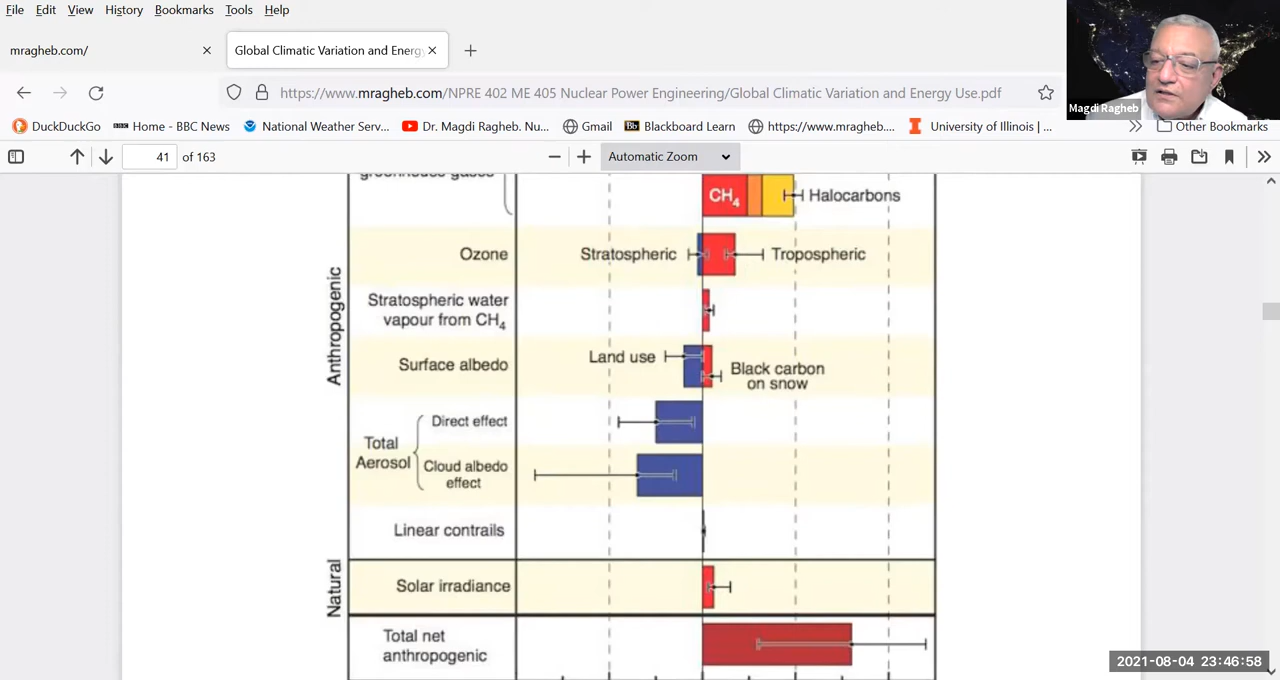 File Edit View History Bookmarks Tools Help
mragheb.com/
Global Climatic Variation and Energy
https://www.mragheb.com/NPRE 402 ME 405 Nuclear Power Engineering/Global Climatic Variation and Energy Use.pdf
Magdi Ragheb
DuckDuckGo
BBC Home - BBC News
National Weather Serv...
Dr. Magdi Ragheb. Nu...
Gmail
Bb Blackboard Learn
https://www.mragheb....
University of Illinois | ...
Other Bookmarks
41 of 163
Automatic Zoom
greenhouse gases
CH4
Halocarbons
Anthropogenic
Ozone
Stratospheric
Tropospheric
Stratospheric water
vapour from CH4
Surface albedo
Land use
Black carbon
on snow
Total
Aerosol
Direct effect
Cloud albedo
effect
Linear contrails
Natural
Solar irradiance
Total net
anthropogenic
2021-08-04 23:46:58